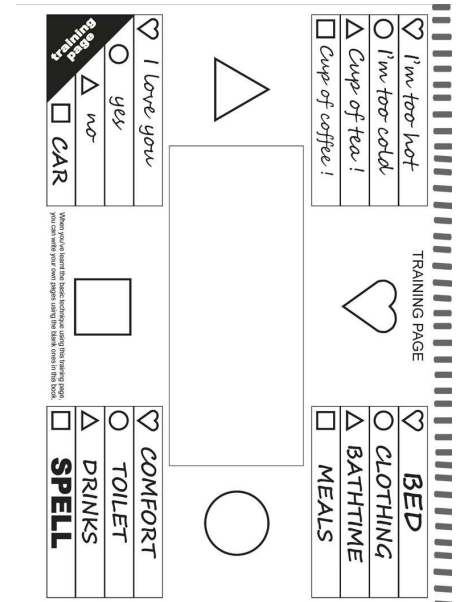 I'm too hot
I'm too cold
Cup of tea !
Cup of coffee !
TRAINING PAGE
BED
CLOTHING
BATHTIME
MEALS
I love you
yes
no
CAR
training
page
When you've learnt the basic technique using this training page,
you can write your own pages using the blank ones in this book.
COMFORT
TOILET
DRINKS
SPELL